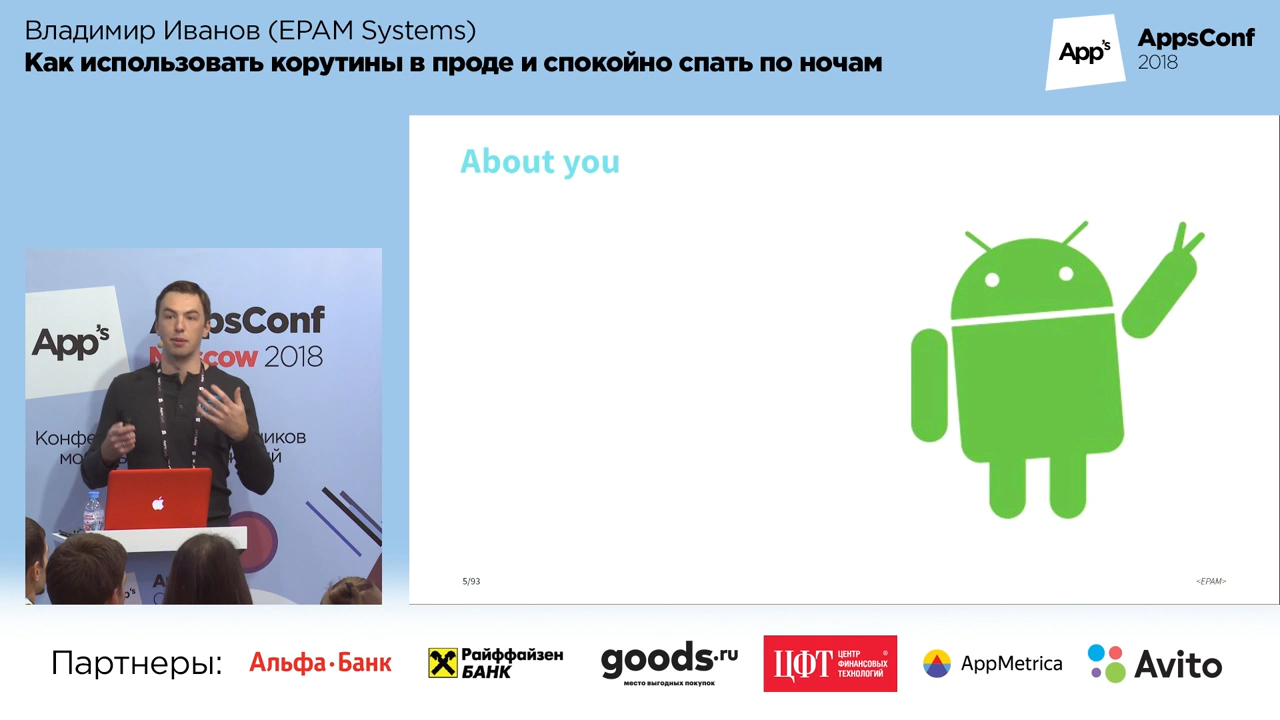 Владимир Иванов (EPAM Systems)
Как использовать корутины в проде и спокойно спать по ночам
App's
AppsConf
2018
About you
5/93
<EPAM>
App's
AppsConf
Moscow 2018
Партнеры:
Альфа·Банк
Райффайзен
БАНК
goods.ru
место выгодных покупок
ЦФТ
ЦЕНТР
ФИНАНСОВЫХ
ТЕХНОЛОГИЙ
®
AppMetrica
Avito